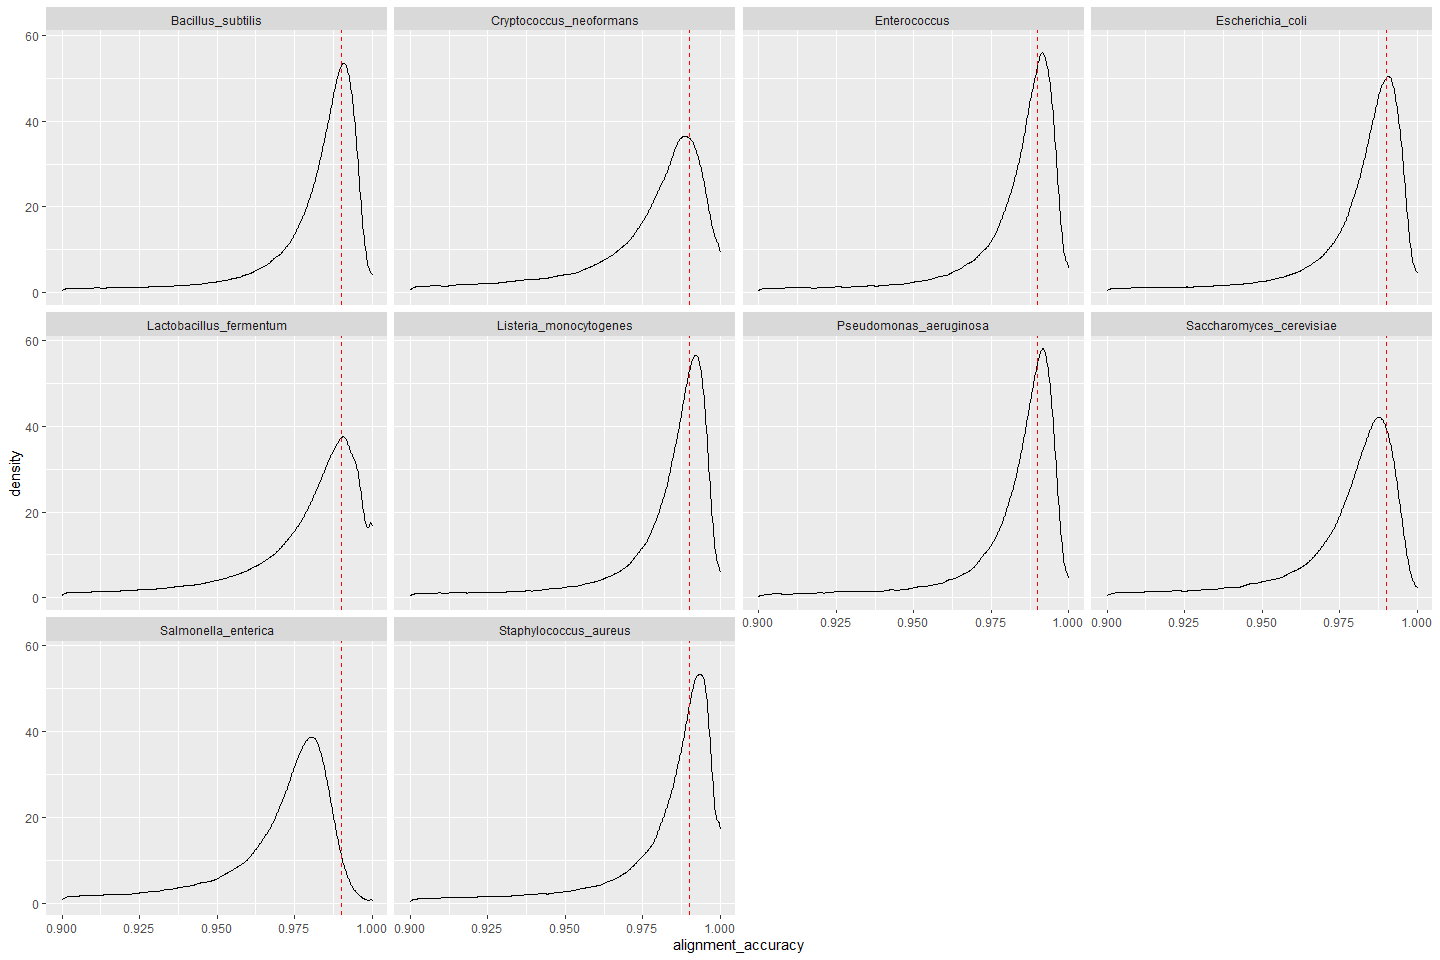 Bacillus_subtilis Cryptococcus_neoformans Enterococcus Escherichia_coli
60
40
20
0
Lactobacillus_fermentum Listeria_monocytogenes Pseudomonas_aeruginosa Saccharomyces_cerevisiae
60
40
20
0
density
0.900 0.925 0.950 0.975 1.000 0.900 0.925 0.950 0.975 1.000
Salmonella_enterica Staphylococcus_aureus
60
40
20
0
0.900 0.925 0.950 0.975 1.000 0.900 0.925 0.950 0.975 1.000
alignment_accuracy